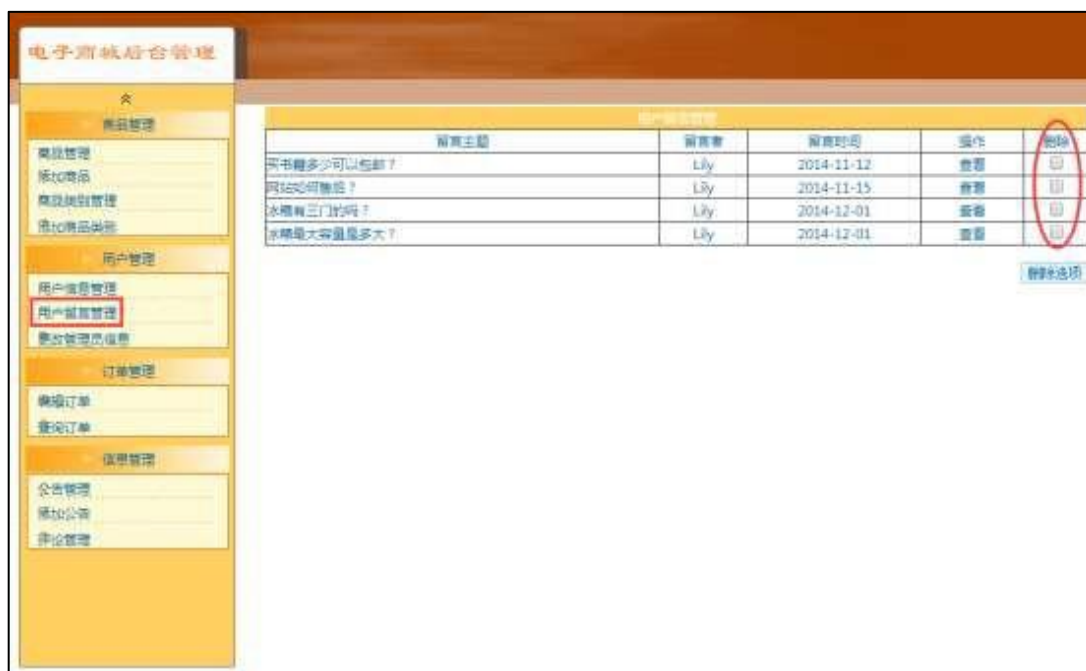 电子商城后台管理
商品管理
商品管理
添加商品
商品类别管理
添加商品类别
用户管理
用户信息管理
用户留言管理
更改管理员信息
订单管理
编辑订单
查询订单
信息管理
公告管理
添加公告
评论管理
用户留言管理
留言主题 留言者 留言时间 操作 删除
买书籍多少可以包邮？ Lily 2014-11-12 查看
网站如何售后？ Lily 2014-11-15 查看
冰箱有三门的吗？ Lily 2014-12-01 查看
冰箱最大容量是多大？ Lily 2014-12-01 查看
删除选项